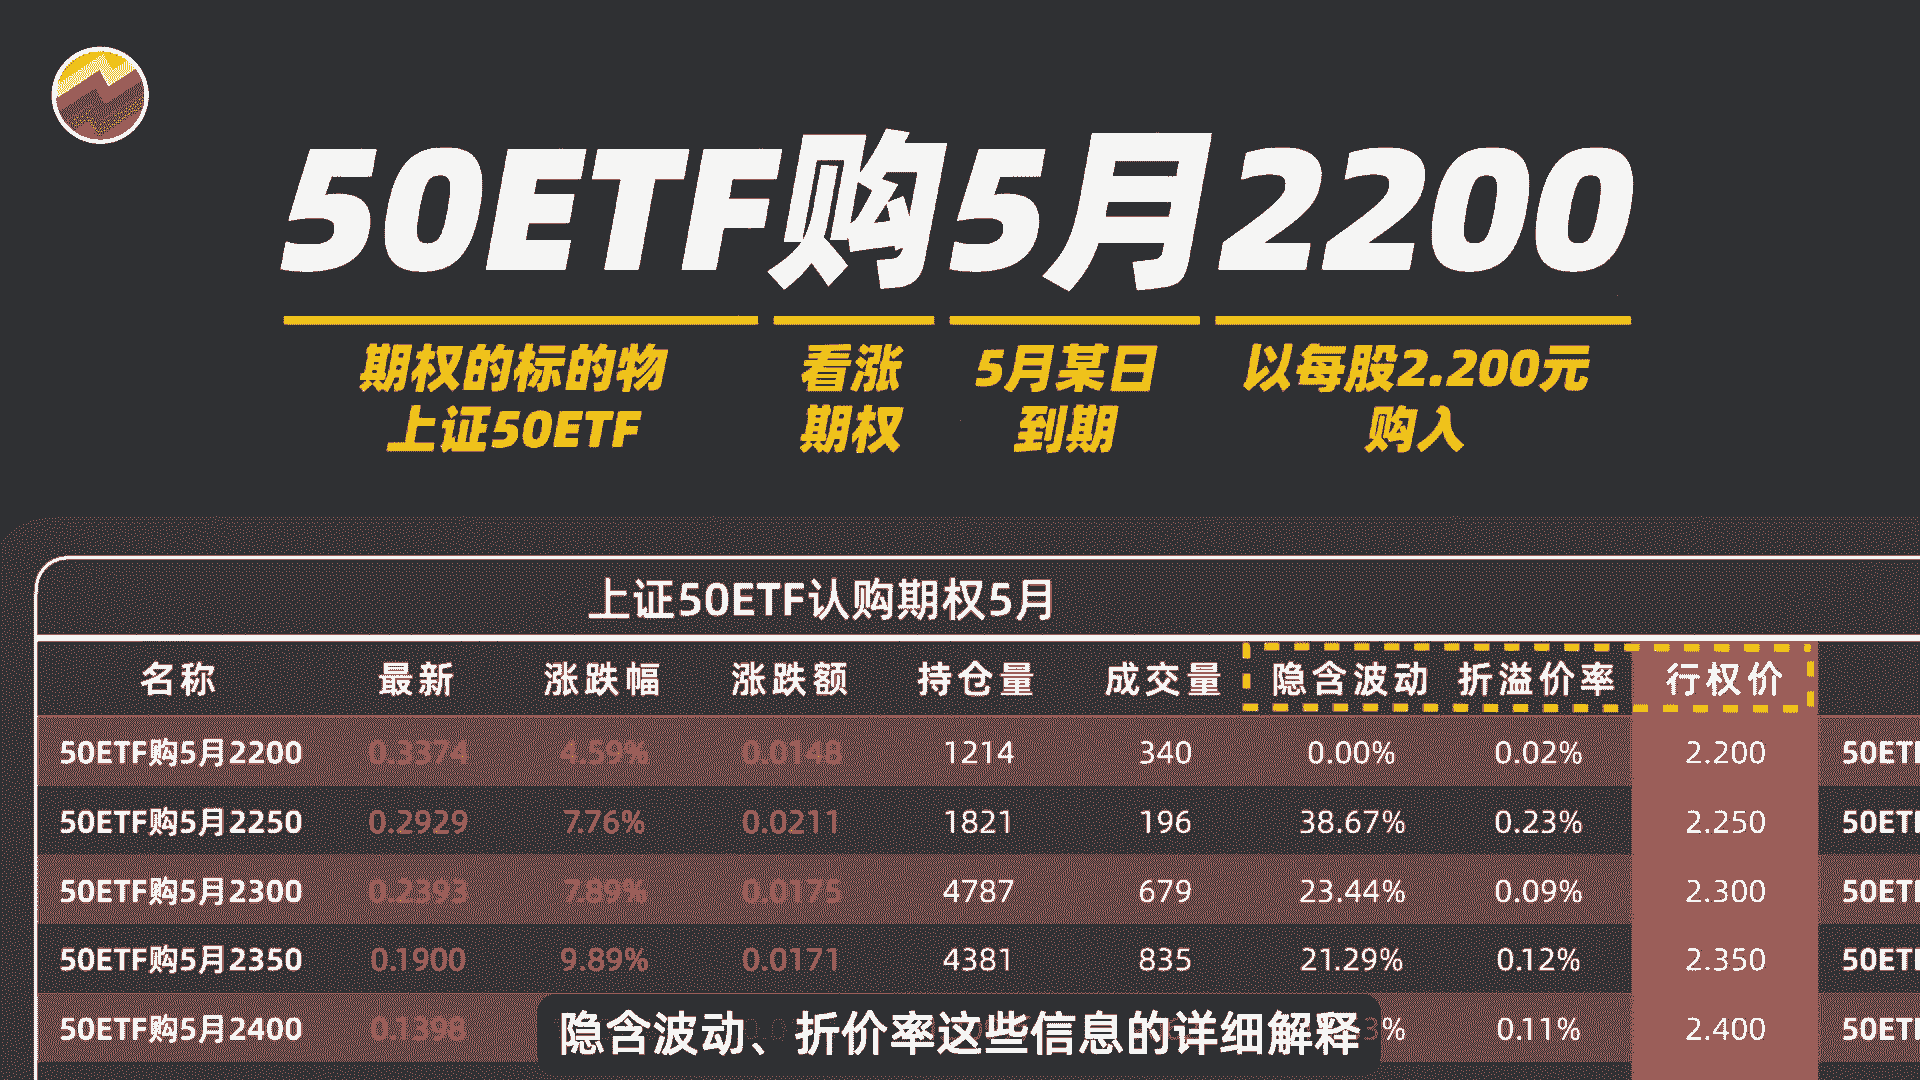 50ETF购5月2200
期权的标的物 看涨 5月某日 以每股2.200元
上证50ETF 期权 到期 购入
上证50ETF认购期权5月
名称 最新 涨跌幅 涨跌额 持仓量 成交量 隐含波动 折溢价率 行权价
50ETF购5月2200 0.3374 4.59% 0.0148 1214 340 0.00% 0.02% 2.200 50ET
50ETF购5月2250 0.2929 7.76% 0.0211 1821 196 38.67% 0.23% 2.250 50ET
50ETF购5月2300 0.2393 7.89% 0.0175 4787 679 23.44% 0.09% 2.300 50ET
50ETF购5月2350 0.1900 9.89% 0.0171 4381 835 21.29% 0.12% 2.350 50ET
50ETF购5月2400 0.1398 0.11% 2.400 50ET
隐含波动、折价率这些信息的详细解释